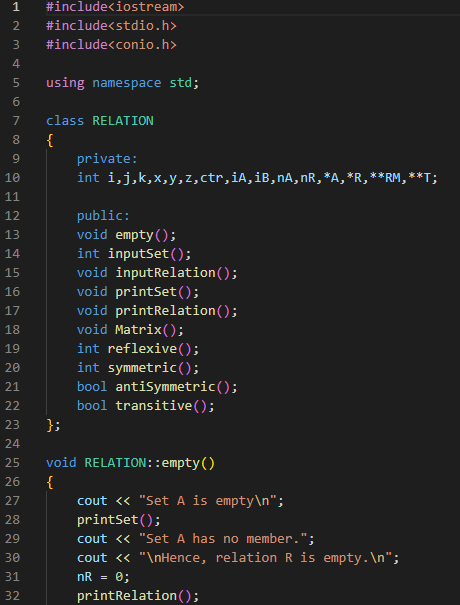 1 #include<iostream>
2 #include<stdio.h>
3 #include<conio.h>
4
5 using namespace std;
6
7 class RELATION
8 {
9     private:
10     int i,j,k,x,y,z,ctr,iA,iB,nA,nR,*A,*R,**RM,**T;
11
12     public:
13     void empty();
14     int inputSet();
15     void inputRelation();
16     void printSet();
17     void printRelation();
18     void Matrix();
19     int reflexive();
20     int symmetric();
21     bool antiSymmetric();
22     bool transitive();
23 };
24
25 void RELATION::empty()
26 {
27     cout << "Set A is empty\n";
28     printSet();
29     cout << "Set A has no member.";
30     cout << "\nHence, relation R is empty.\n";
31     nR = 0;
32     printRelation();